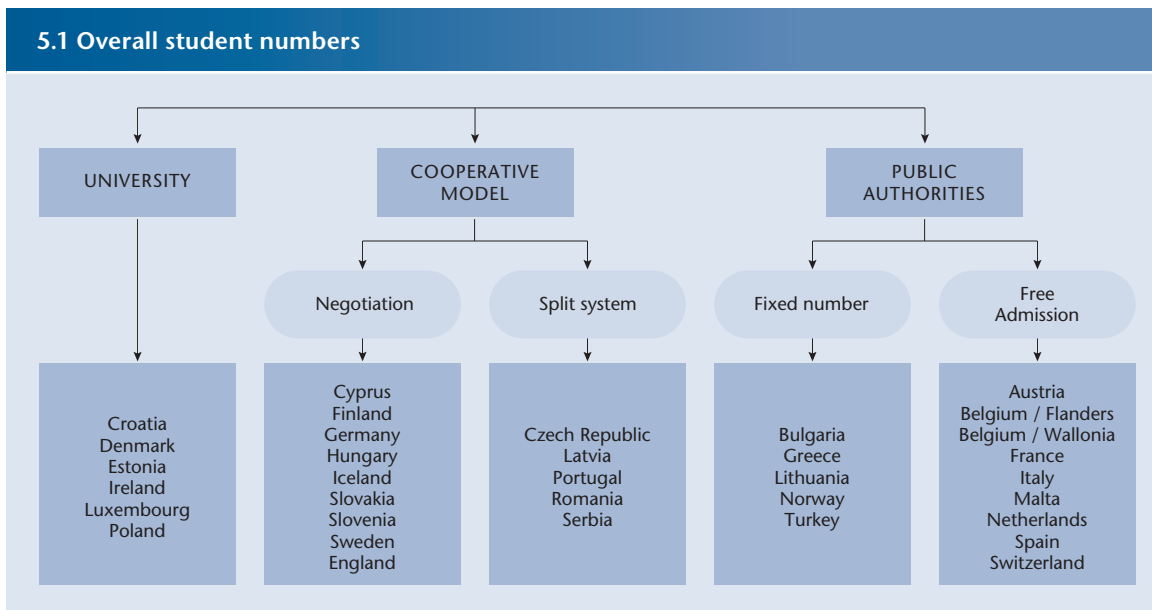 5.1 Overall student numbers
UNIVERSITY
COOPERATIVE
MODEL
PUBLIC
AUTHORITIES
Negotiation
Split system
Fixed number
Free
Admission
Croatia
Denmark
Estonia
Ireland
Luxembourg
Poland
Cyprus
Finland
Germany
Hungary
Iceland
Slovakia
Slovenia
Sweden
England
Czech Republic
Latvia
Portugal
Romania
Serbia
Bulgaria
Greece
Lithuania
Norway
Turkey
Austria
Belgium / Flanders
Belgium / Wallonia
France
Italy
Malta
Netherlands
Spain
Switzerland